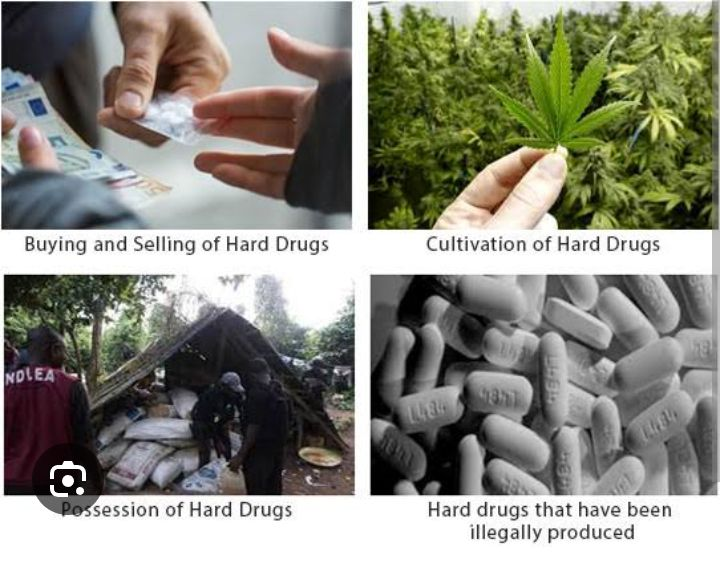 Buying and Selling of Hard Drugs
Cultivation of Hard Drugs
NDLEA
Possession of Hard Drugs
Hard drugs that have been
illegally produced